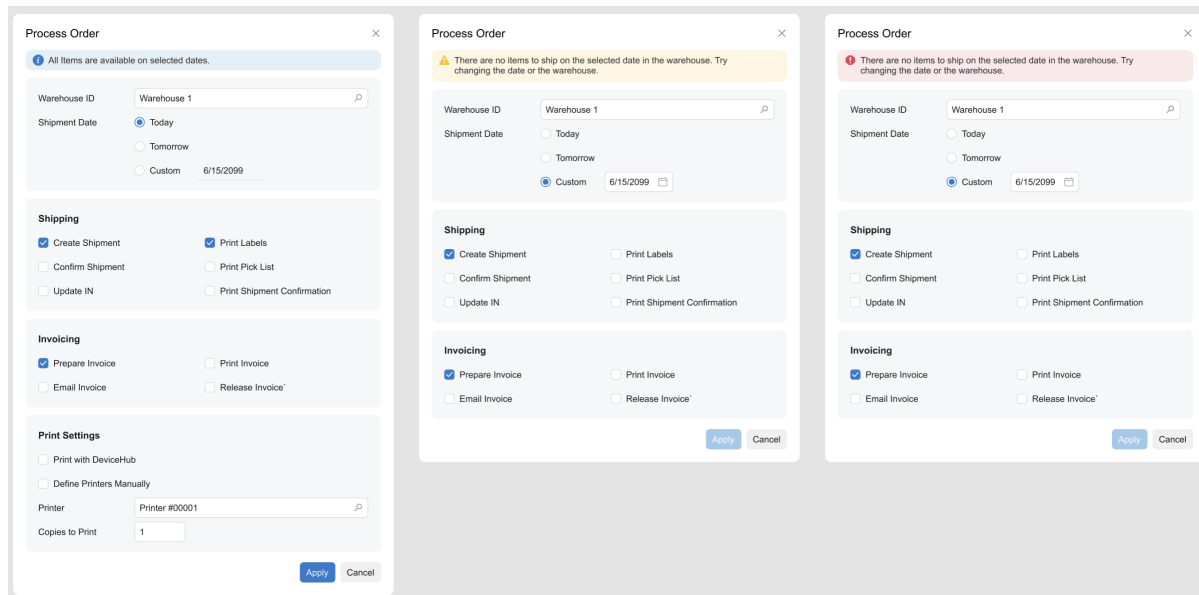 Process Order
All Items are available on selected dates.
Warehouse ID Warehouse 1
Shipment Date Today
Tomorrow
Custom 6/15/2099
Shipping
Create Shipment Print Labels
Confirm Shipment Print Pick List
Update IN Print Shipment Confirmation
Invoicing
Prepare Invoice Print Invoice
Email Invoice Release Invoice`
Print Settings
Print with DeviceHub
Define Printers Manually
Printer Printer #00001
Copies to Print 1
Apply Cancel
Process Order
There are no items to ship on the selected date in the warehouse. Try
changing the date or the warehouse.
Warehouse ID Warehouse 1
Shipment Date Today
Tomorrow
Custom 6/15/2099
Shipping
Create Shipment Print Labels
Confirm Shipment Print Pick List
Update IN Print Shipment Confirmation
Invoicing
Prepare Invoice Print Invoice
Email Invoice Release Invoice`
Apply Cancel
Process Order
There are no items to ship on the selected date in the warehouse. Try
changing the date or the warehouse.
Warehouse ID Warehouse 1
Shipment Date Today
Tomorrow
Custom 6/15/2099
Shipping
Create Shipment Print Labels
Confirm Shipment Print Pick List
Update IN Print Shipment Confirmation
Invoicing
Prepare Invoice Print Invoice
Email Invoice Release Invoice`
Apply Cancel